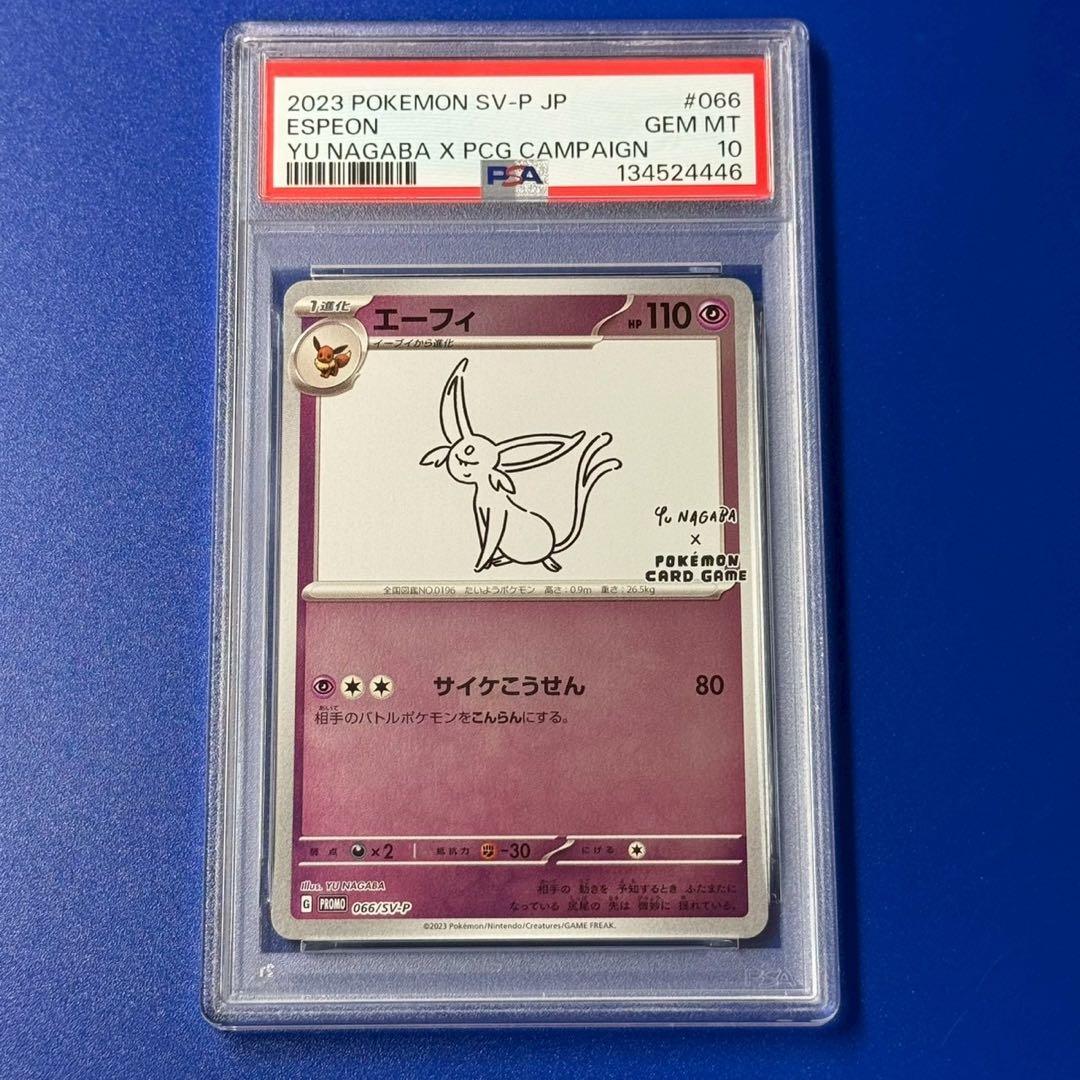 2023 POKEMON SV-P JP #066
ESPEON GEM MT
YU NAGABA X PCG CAMPAIGN 10
PSA 134524446
1進化 エーフィ HP 110
イーブイから進化
Yu NAGABA
×
POKÉMON
CARD GAME
全国図鑑NO.0196 たいようポケモン 高さ:0.9m 重さ:26.5kg
サイケこうせん 80
相手のバトルポケモンをこんらんにする。
弱点 ×2 抵抗力 -30 にげる
Illus. YU NAGABA
相手の 動きを 予知するとき ふたまたに
G PROMO 066/SV-P なっている 尻尾の 先は 微妙に 揺れている。
©2023 Pokémon/Nintendo/Creatures/GAME FREAK.
PSA